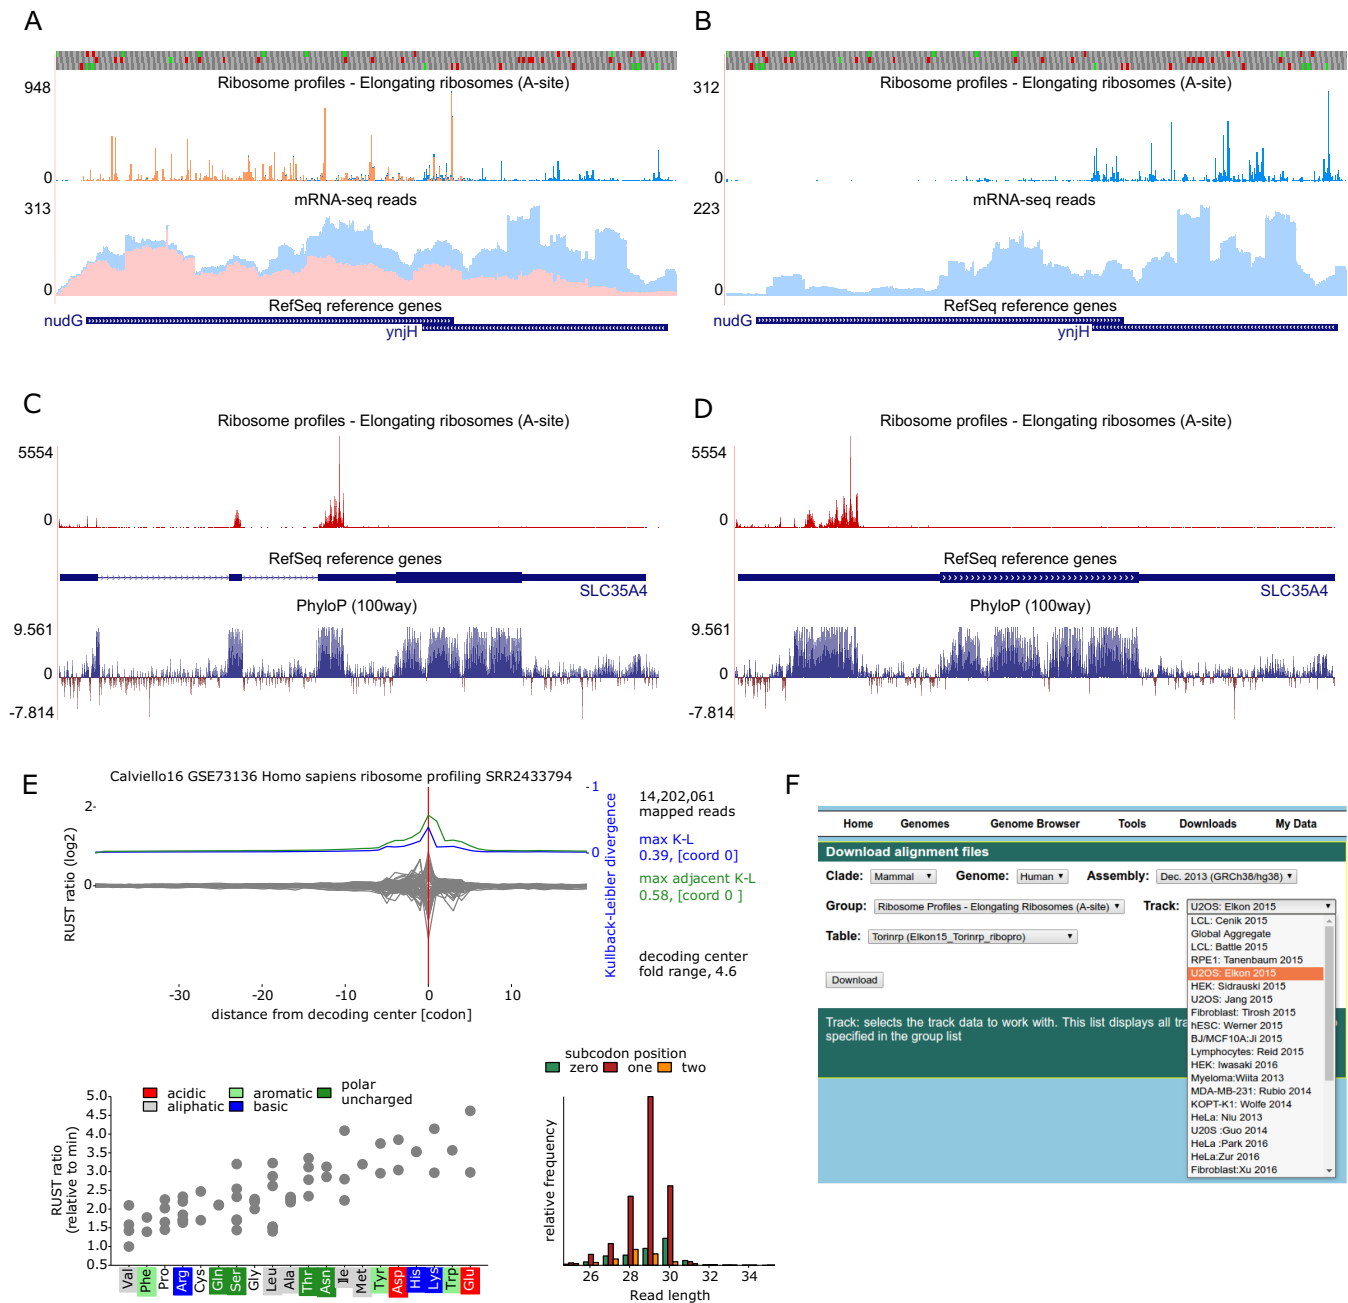 A
Ribosome profiles - Elongating ribosomes (A-site)
948
0
mRNA-seq reads
313
0
RefSeq reference genes
nudG
ynjH
B
Ribosome profiles - Elongating ribosomes (A-site)
312
0
mRNA-seq reads
223
0
RefSeq reference genes
nudG
ynjH
C
Ribosome profiles - Elongating ribosomes (A-site)
5554
0
RefSeq reference genes
SLC35A4
PhyloP (100way)
9.561
0
-7.814
D
Ribosome profiles - Elongating ribosomes (A-site)
5554
0
RefSeq reference genes
SLC35A4
PhyloP (100way)
9.561
0
-7.814
E
Calviello16 GSE73136 Homo sapiens ribosome profiling SRR2433794
RUST ratio (log2)
2
0
1
0
Kullback-Leibler divergence
-30 -20 -10 0 10
distance from decoding center [codon]
14,202,061
mapped reads
max K-L
0.39, [coord 0]
max adjacent K-L
0.58, [coord 0 ]
decoding center
fold range, 4.6
acidic aromatic polar uncharged
aliphatic basic
RUST ratio
(relative to min)
5.0
4.5
4.0
3.5
3.0
2.5
2.0
1.5
1.0
0.5
Val Phe Pro Arg Cys Gln Ser Gly Leu Ala Thr Asn Ile Met Tyr Asp His Lys Trp Glu
subcodon position
zero one two
relative frequency
26 28 30 32 34
Read length
F
Home Genomes Genome Browser Tools Downloads My Data
Download alignment files
Clade: Mammal Genome: Human Assembly: Dec. 2013 (GRCh38/hg38)
Group: Ribosome Profiles - Elongating Ribosomes (A-site) Track: U2OS: Elkon 2015
Table: Torinrp (Elkon15_Torinrp_ribopro)
Download
Track: selects the track data to work with. This list displays all tra
specified in the group list
LCL: Cenik 2015
Global Aggregate
LCL: Battle 2015
RPE1: Tanenbaum 2015
U2OS: Elkon 2015
HEK: Sidrauski 2015
U2OS: Jang 2015
Fibroblast: Tirosh 2015
hESC: Werner 2015
BJ/MCF10A:Ji 2015
Lymphocytes: Reid 2015
HEK: Iwasaki 2016
Myeloma:Wiita 2013
MDA-MB-231: Rubio 2014
KOPT-K1: Wolfe 2014
HeLa: Niu 2013
U20S :Guo 2014
HeLa :Park 2016
HeLa:Zur 2016
Fibroblast:Xu 2016